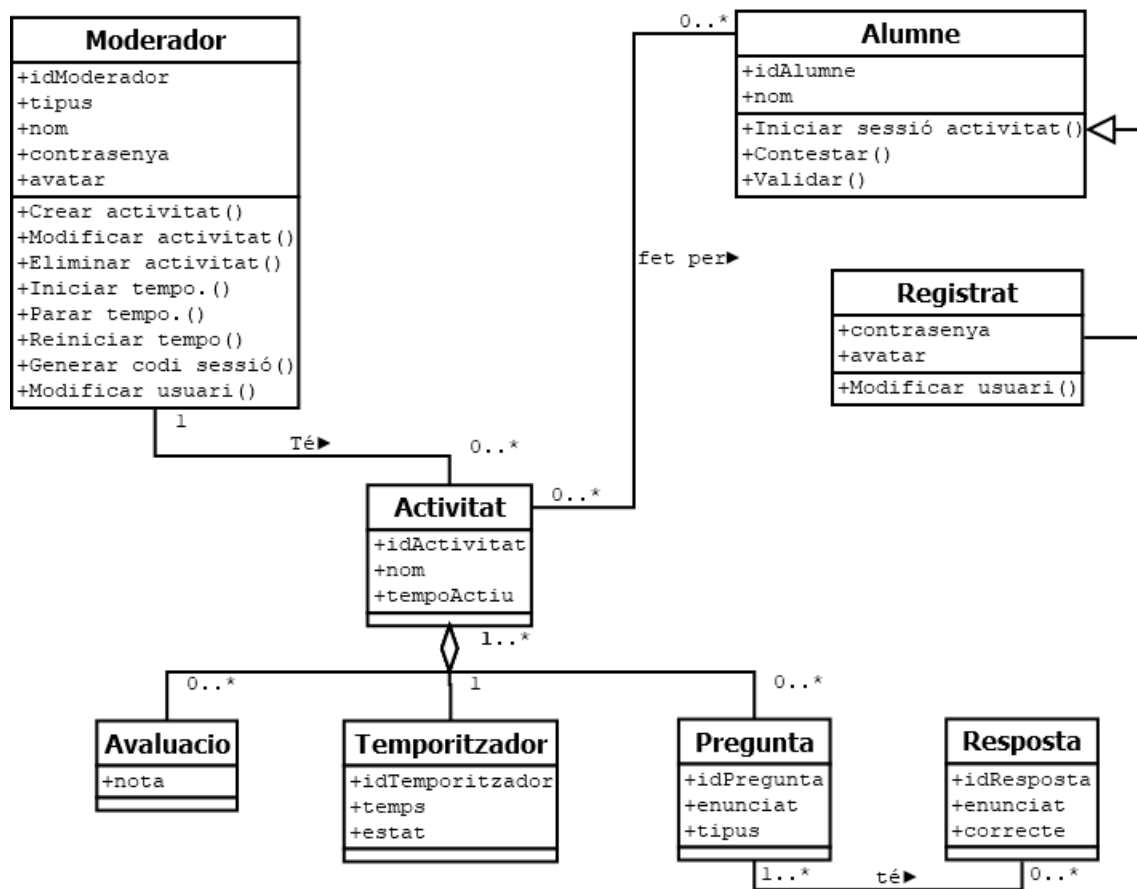 Moderador
+idModerador
+tipus
+nom
+contrasenya
+avatar
+Crear activitat()
+Modificar activitat()
+Eliminar activitat()
+Iniciar tempo.()
+Parar tempo.()
+Reiniciar tempo()
+Generar codi sessió()
+Modificar usuari()
0..*
Alumne
+idAlumne
+nom
+Iniciar sessió activitat()
+Contestar()
+Validar()
fet per►
Registrat
+contrasenya
+avatar
+Modificar usuari()
1
Té►
0..*
0..*
Activitat
+idActivitat
+nom
+tempoActiu
1..*
0..*
1
0..*
Avaluacio
+nota
Temporitzador
+idTemporitzador
+temps
+estat
Pregunta
+idPregunta
+enunciat
+tipus
Resposta
+idResposta
+enunciat
+correcte
1..*
té►
0..*